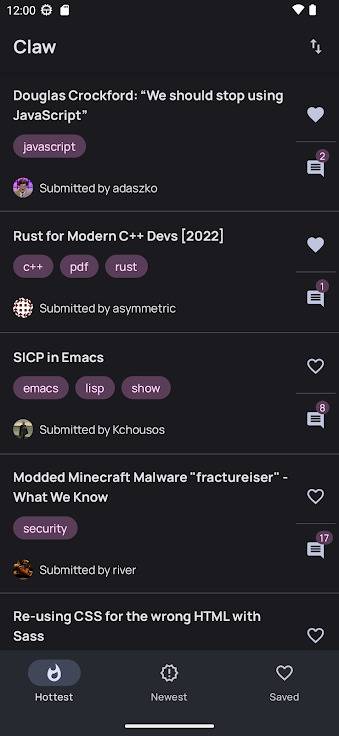 12:00
Claw
Douglas Crockford: “We should stop using
JavaScript”
javascript
2
Submitted by adaszko
Rust for Modern C++ Devs [2022]
c++ pdf rust
1
Submitted by asymmetric
SICP in Emacs
emacs lisp show
8
Submitted by Kchousos
Modded Minecraft Malware "fractureiser" -
What We Know
security
17
Submitted by river
Re-using CSS for the wrong HTML with
Sass
Hottest Newest Saved